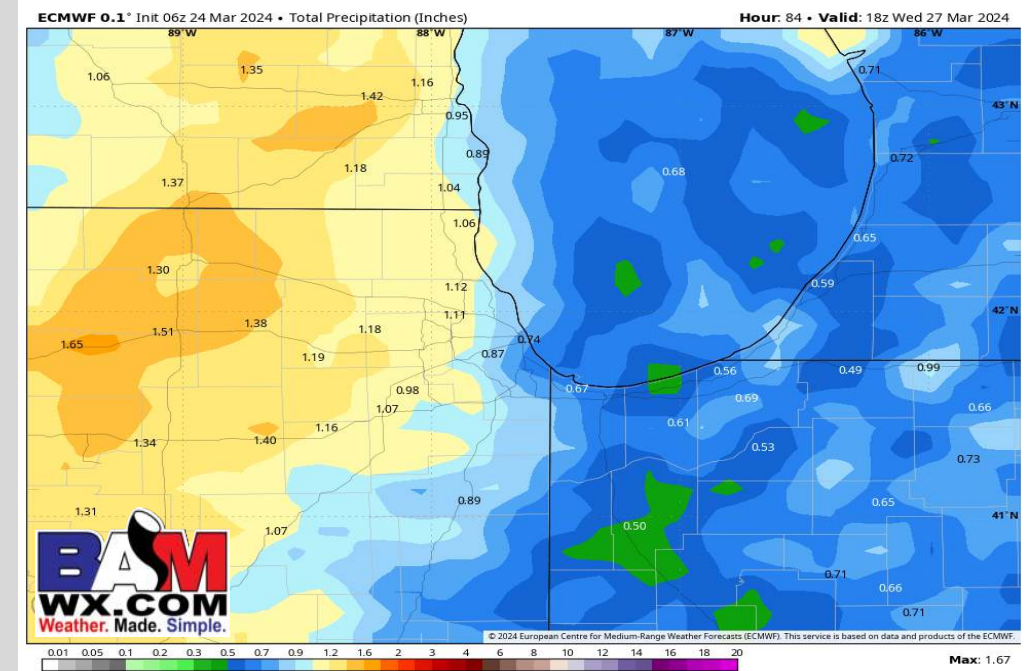 ECMWF 0.1° Init 06z 24 Mar 2024 • Total Precipitation (Inches) Hour: 84 • Valid: 18z Wed 27 Mar 2024
89°W 88°W 87°W 86°W
1.06 1.35 1.16 0.71
1.42 43°N
0.95
0.89 0.72
1.37 1.18 1.04 0.68
1.06 0.65
1.30 1.12 0.59
1.51 1.38 1.18 1.11 42°N
1.65 1.19 0.87 0.74
0.98 0.67 0.56 0.49 0.99
1.07 0.69 0.66
1.34 1.40 1.16 0.61 0.53
0.73
1.31 0.89 0.65 41°N
1.07 0.50
0.71 0.66
0.71
BAM
WX.COM
Weather. Made. Simple.
© 2024 European Centre for Medium-Range Weather Forecasts (ECMWF). This service is based on data and products of the ECMWF.
0.01 0.05 0.1 0.2 0.3 0.5 0.7 0.9 1.2 1.6 2 3 4 6 8 10 12 14 16 18 20 Max: 1.67